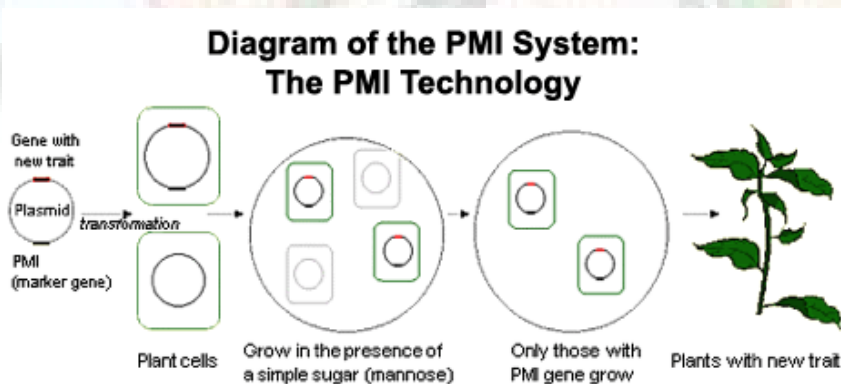 Diagram of the PMI System:
The PMI Technology
Gene with
new trait
Plasmid
transformation
PMI
(marker gene)
Plant cells
Grow in the presence of
a simple sugar (mannose)
Only those with
PMI gene grow
Plants with new trait